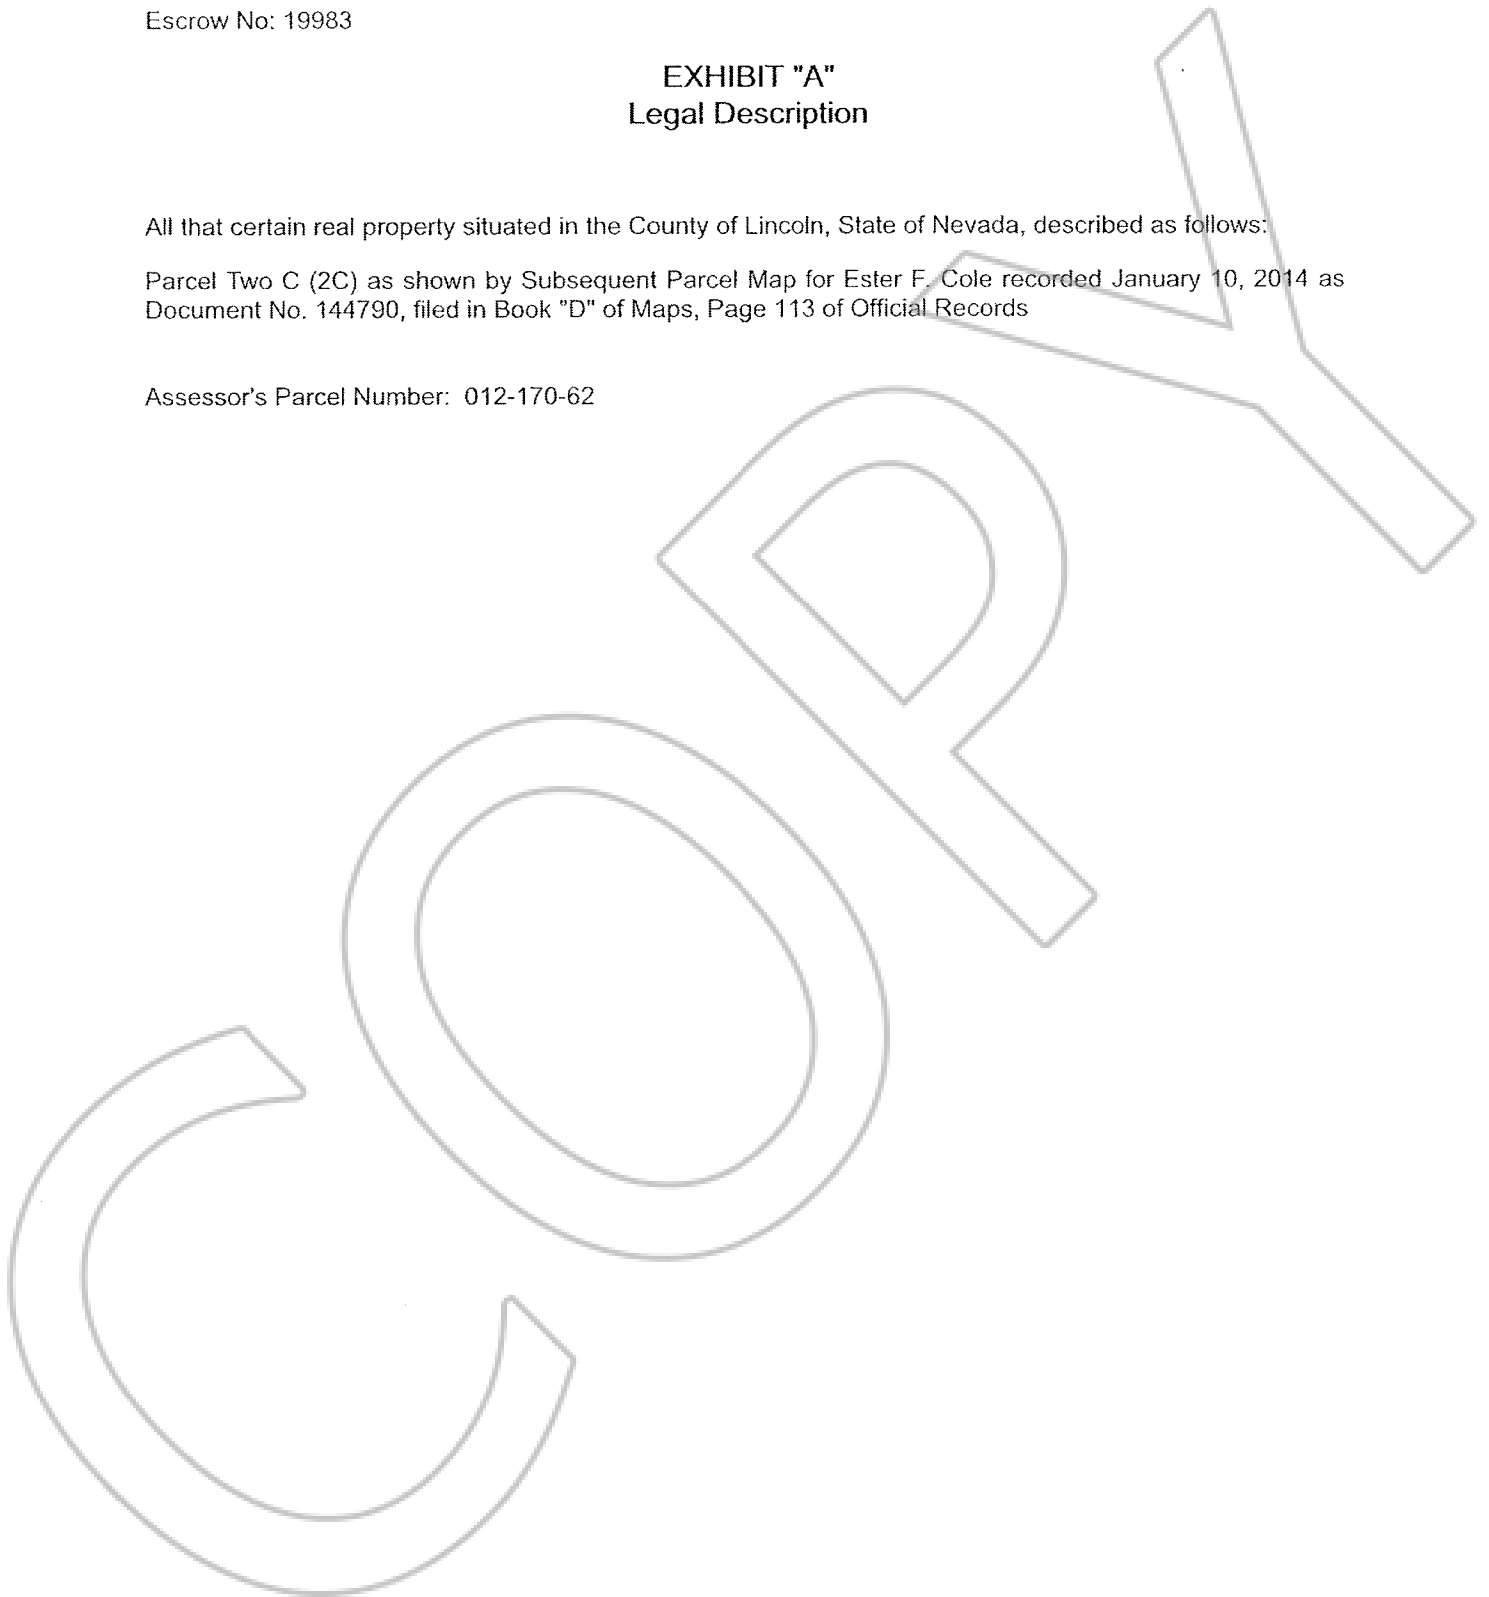 Escrow No: 19983
EXHIBIT "A"
Legal Description
All that certain real property situated in the County of Lincoln, State of Nevada, described as follows:
Parcel Two C (2C) as shown by Subsequent Parcel Map for Ester F. Cole recorded January 10, 2014 as
Document No. 144790, filed in Book "D" of Maps, Page 113 of Official Records
Assessor's Parcel Number: 012-170-62
COPY